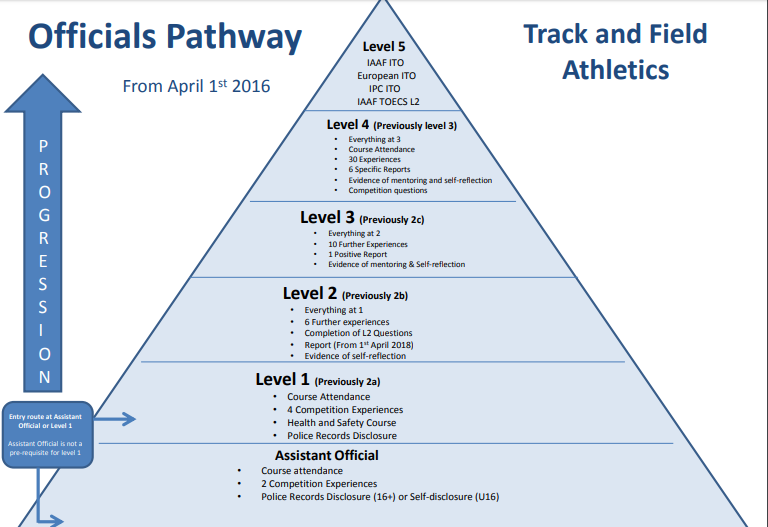 Officials Pathway
From April 1st 2016
Track and Field
Athletics
PROGRESSION
Level 5
IAAF ITO
European ITO
IPC ITO
IAAF TOECS L2
Level 4 (Previously level 3)
• Everything at 3
• Course Attendance
• 30 Experiences
• 6 Specific Reports
• Evidence of mentoring and self-reflection
• Competition questions
Level 3 (Previously 2c)
• Everything at 2
• 10 Further Experiences
• 1 Positive Report
• Evidence of mentoring & Self-reflection
Level 2 (Previously 2b)
• Everything at 1
• 6 Further experiences
• Completion of L2 Questions
• Report (From 1st April 2018)
• Evidence of self-reflection
Level 1 (Previously 2a)
• Course Attendance
• 4 Competition Experiences
• Health and Safety Course
• Police Records Disclosure
Entry route at Assistant
Official or Level 1
Assistant Official is not a
pre-requisite for level 1
Assistant Official
• Course attendance
• 2 Competition Experiences
• Police Records Disclosure (16+) or Self-disclosure (U16)